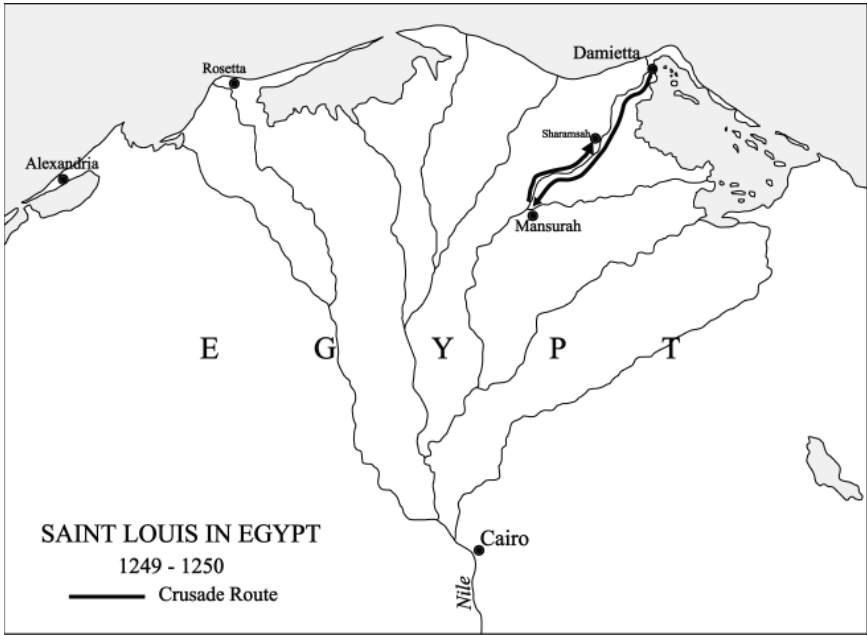 Damietta
Rosetta
Sharamsah
Alexandria
Mansurah
E G Y P T
SAINT LOUIS IN EGYPT
1249 - 1250
Crusade Route
Cairo
Nile